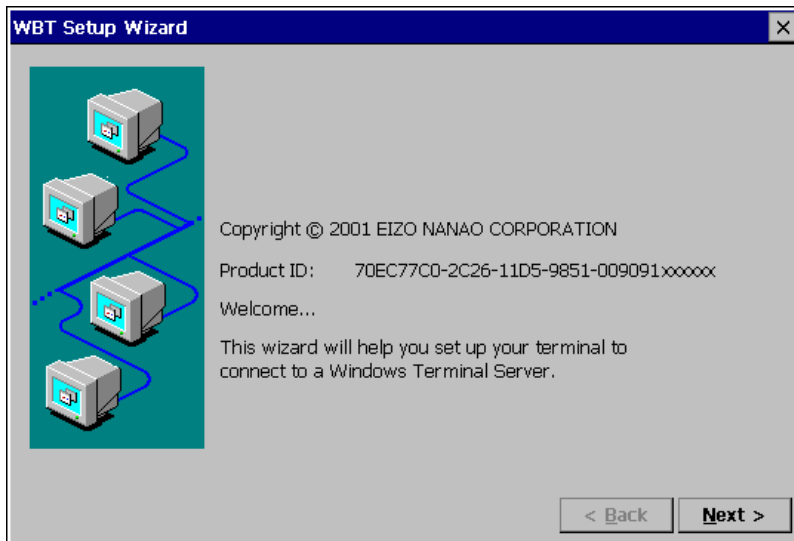 WBT Setup Wizard
Copyright © 2001 EIZO NANAO CORPORATION
Product ID: 70EC77C0-2C26-11D5-9851-009091xxxxxx
Welcome...
This wizard will help you set up your terminal to
connect to a Windows Terminal Server.
< Back Next >